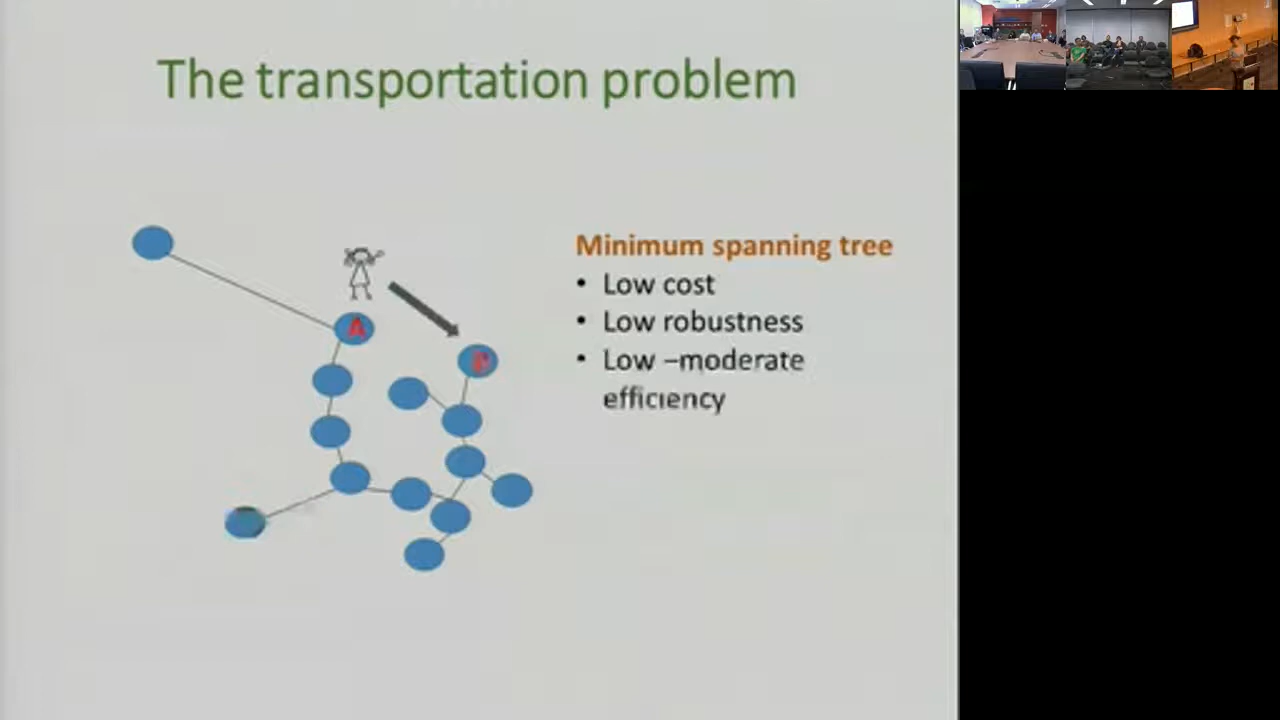 The transportation problem
Minimum spanning tree
• Low cost
• Low robustness
• Low –moderate
efficiency
A